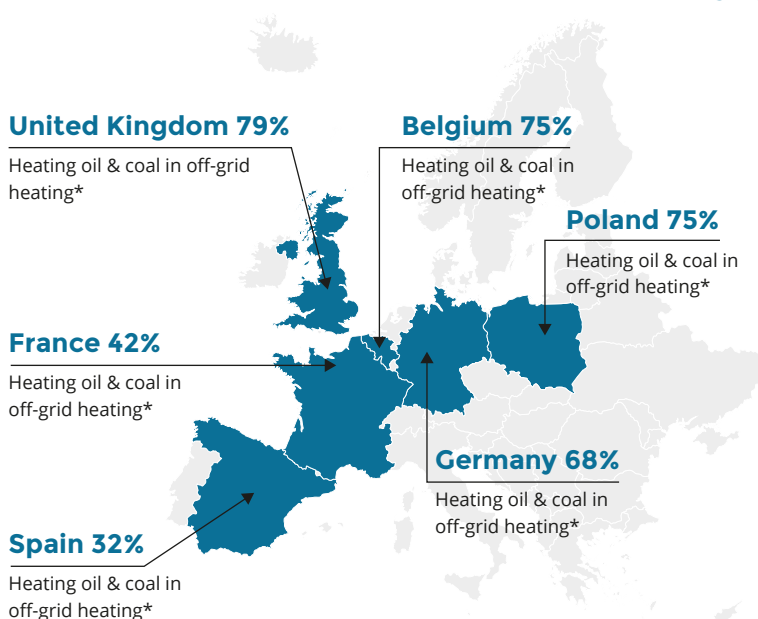 United Kingdom 79%
Heating oil & coal in off-grid
heating*
Belgium 75%
Heating oil & coal in
off-grid heating*
Poland 75%
Heating oil & coal in
off-grid heating*
France 42%
Heating oil & coal in
off-grid heating*
Germany 68%
Heating oil & coal in
off-grid heating*
Spain 32%
Heating oil & coal in
off-grid heating*